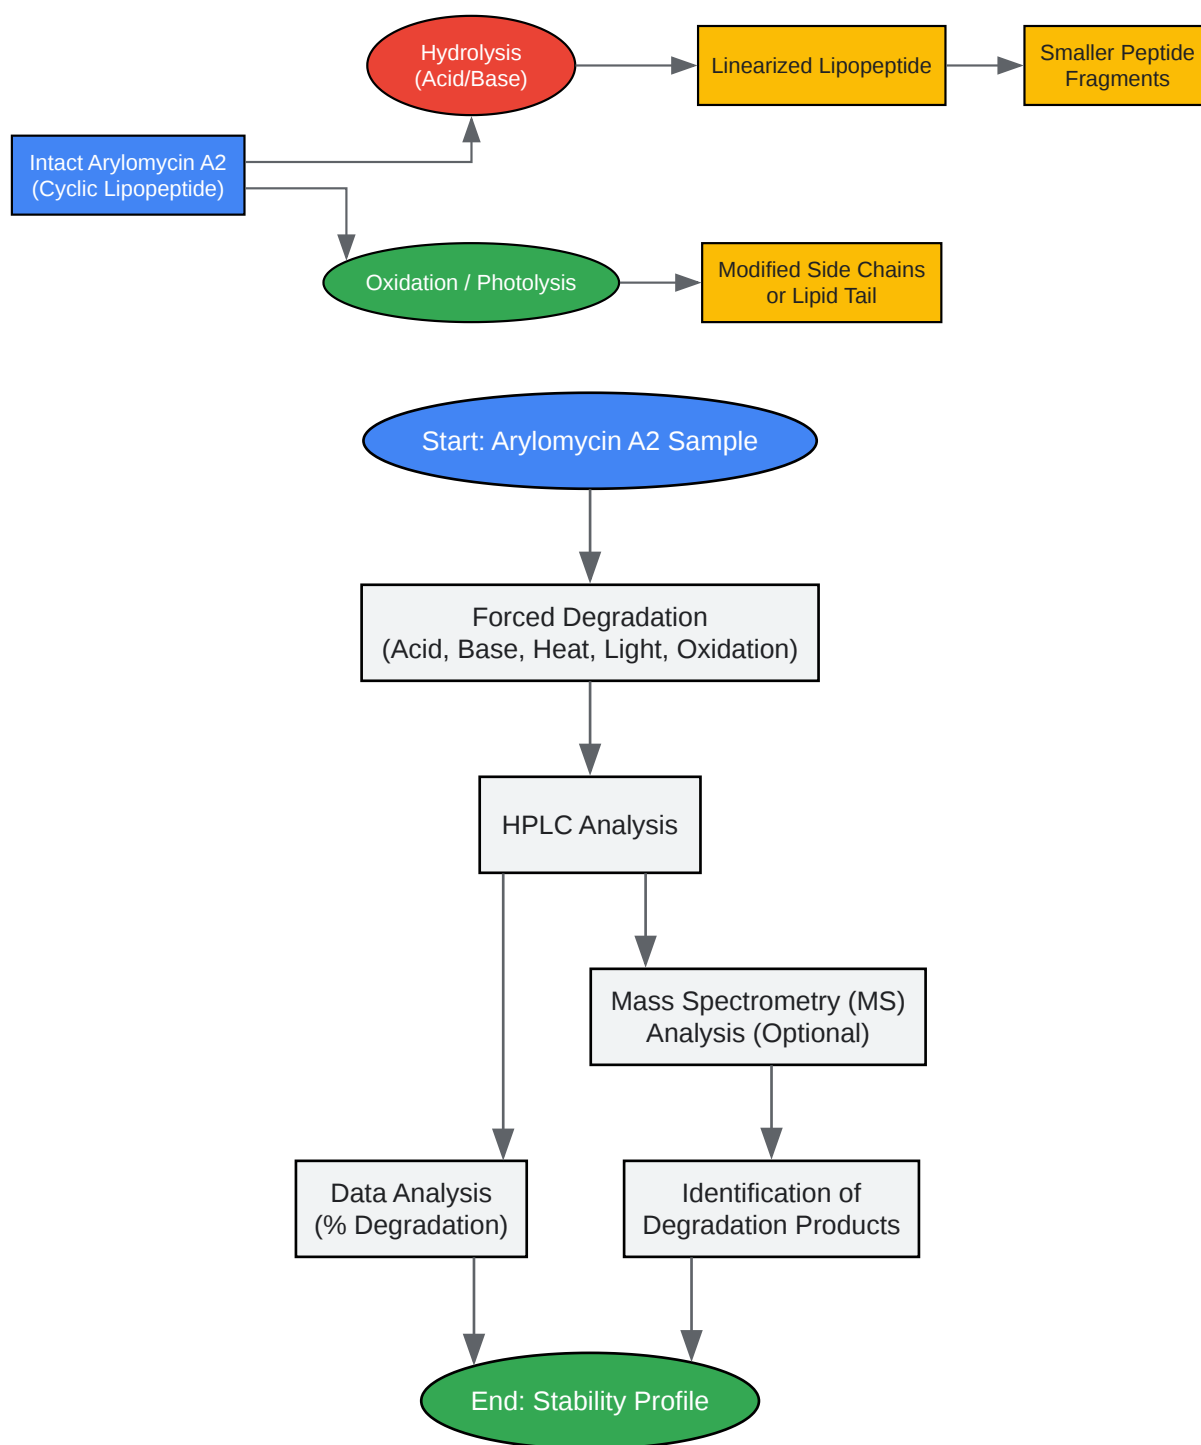 Hydrolysis
(Acid/Base)
Linearized Lipopeptide
Smaller Peptide
Fragments
Intact Arylomycin A2
(Cyclic Lipopeptide)
Oxidation / Photolysis
Modified Side Chains
or Lipid Tail
Start: Arylomycin A2 Sample
Forced Degradation
(Acid, Base, Heat, Light, Oxidation)
HPLC Analysis
Mass Spectrometry (MS)
Analysis (Optional)
Data Analysis
(% Degradation)
Identification of
Degradation Products
End: Stability Profile